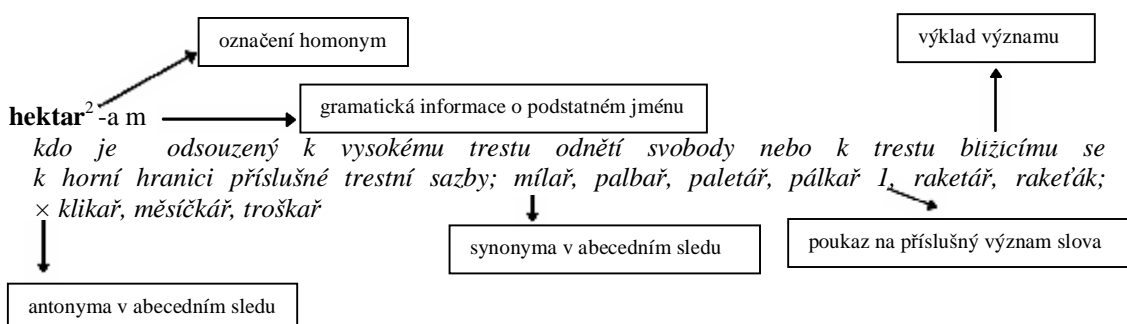 označení homonym
výklad významu
gramatická informace o podstatném jménu
hektar² -a m
kdo je odsouzený k vysokému trestu odnětí svobody nebo k trestu blížicímu se
k horní hranici příslušné trestní sazby; mílař, palbař, paletář, pálkař 1, raketář, rakeťák;
× klikař, měsíčkář, troškař
synonyma v abecedním sledu
poukaz na příslušný význam slova
antonyma v abecedním sledu